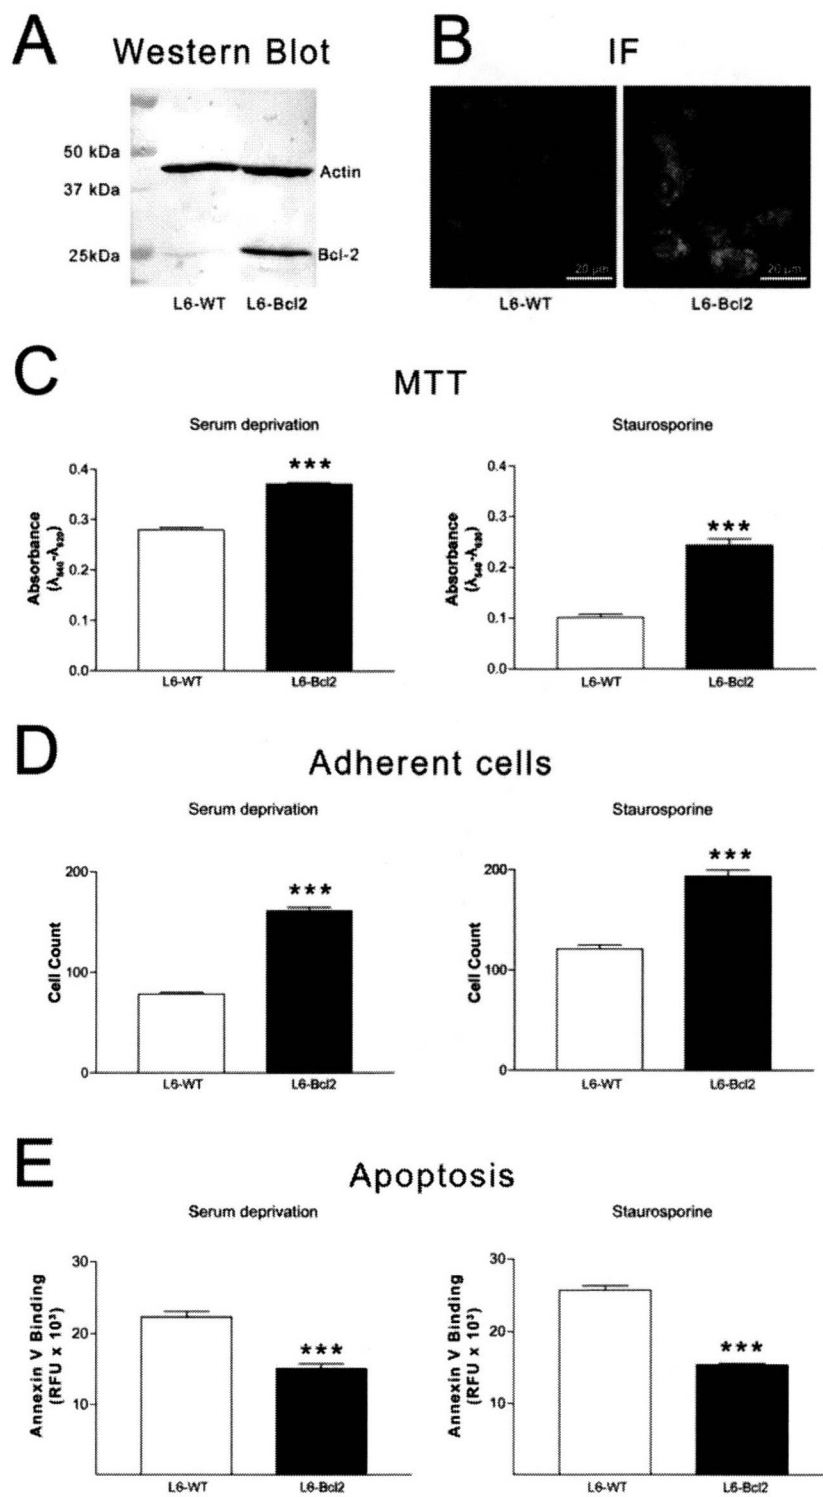 A Western Blot
50 kDa
37 kDa
25kDa
Actin
Bcl-2
L6-WT L6-Bcl2
B IF
20 µm
20 µm
L6-WT L6-Bcl2
C MTT
Serum deprivation
Absorbance
0.4
0.3
0.2
0.1
0.0
***
L6-WT L6-Bcl2
Staurosporine
Absorbance
0.4
0.3
0.2
0.1
0.0
***
L6-WT L6-Bcl2
D Adherent cells
Serum deprivation
Cell Count
200
100
0
***
L6-WT L6-Bcl2
Staurosporine
Cell Count
200
100
0
***
L6-WT L6-Bcl2
E Apoptosis
Serum deprivation
Annexin V Binding
(RFU x 10³)
30
20
10
***
L6-WT L6-Bcl2
Staurosporine
Annexin V Binding
(RFU x 10³)
30
20
10
***
L6-WT L6-Bcl2